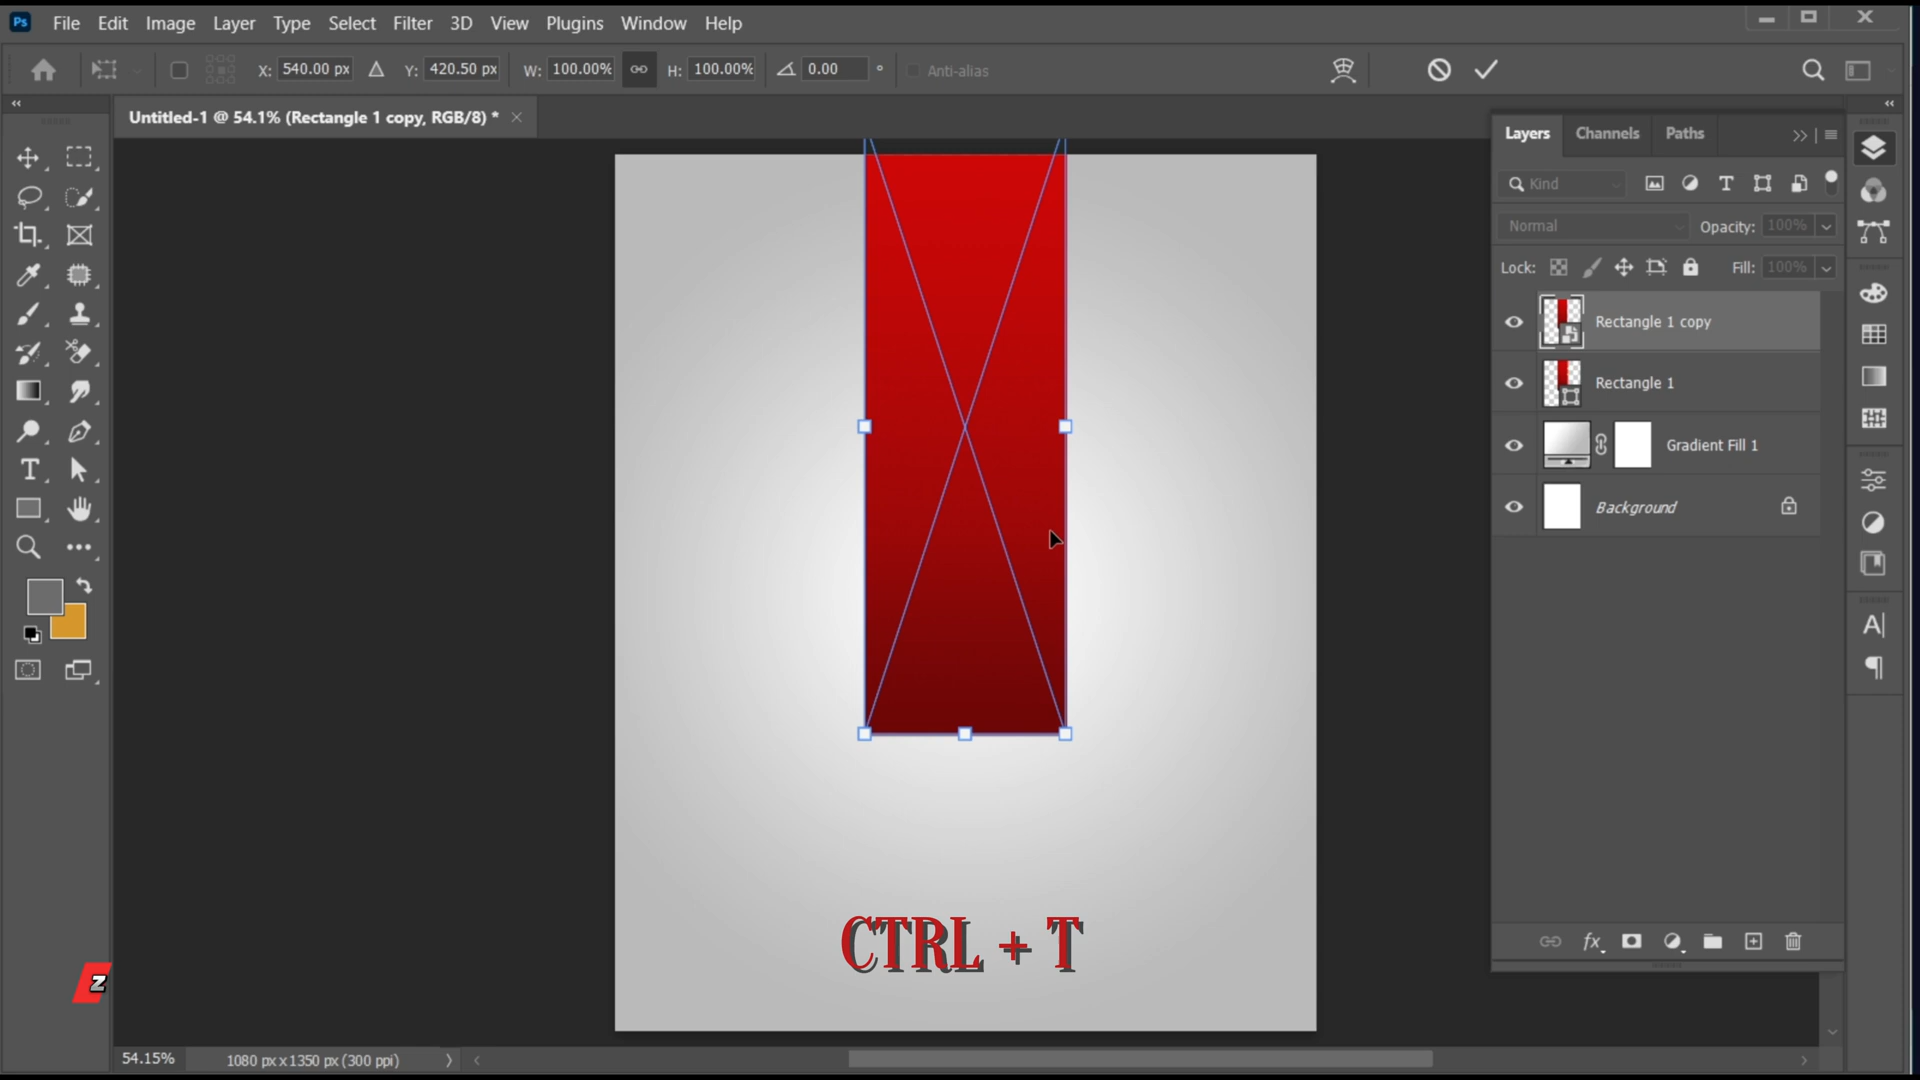 Ps File Edit Image Layer Type Select Filter 3D View Plugins Window Help
X: 540.00 px Y: 420.50 px W: 100.00% H: 100.00% 0.00 ° Anti-alias
Untitled-1 @ 54.1% (Rectangle 1 copy, RGB/8) *
Layers Channels Paths
Kind
Normal Opacity: 100%
Lock: Fill: 100%
Rectangle 1 copy
Rectangle 1
Gradient Fill 1
Background
fx
CTRL + T
Z
54.15% 1080 px x 1350 px (300 ppi)